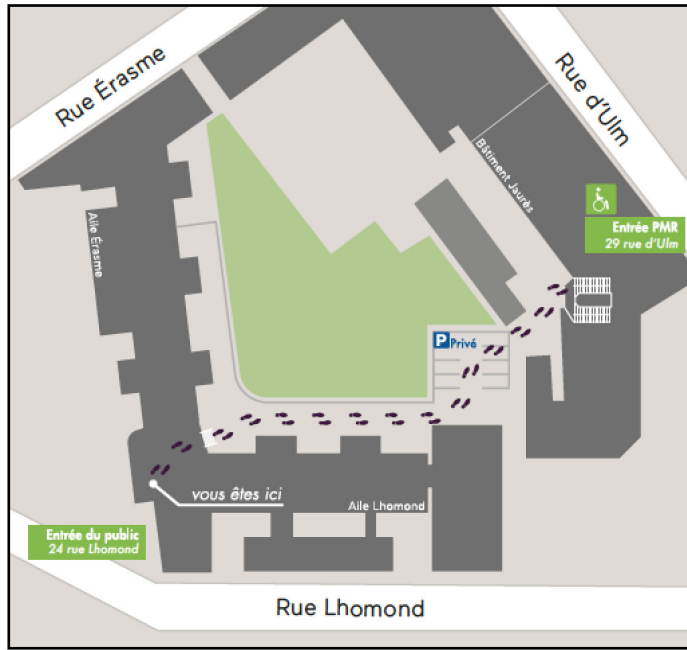 Rue Érasme
Rue d'Ulm
Bâtiment Jaurès
Aile Érasme
Entrée PMR
29 rue d'Ulm
P Privé
vous êtes ici
Aile Lhomond
Entrée du public
24 rue Lhomond
Rue Lhomond